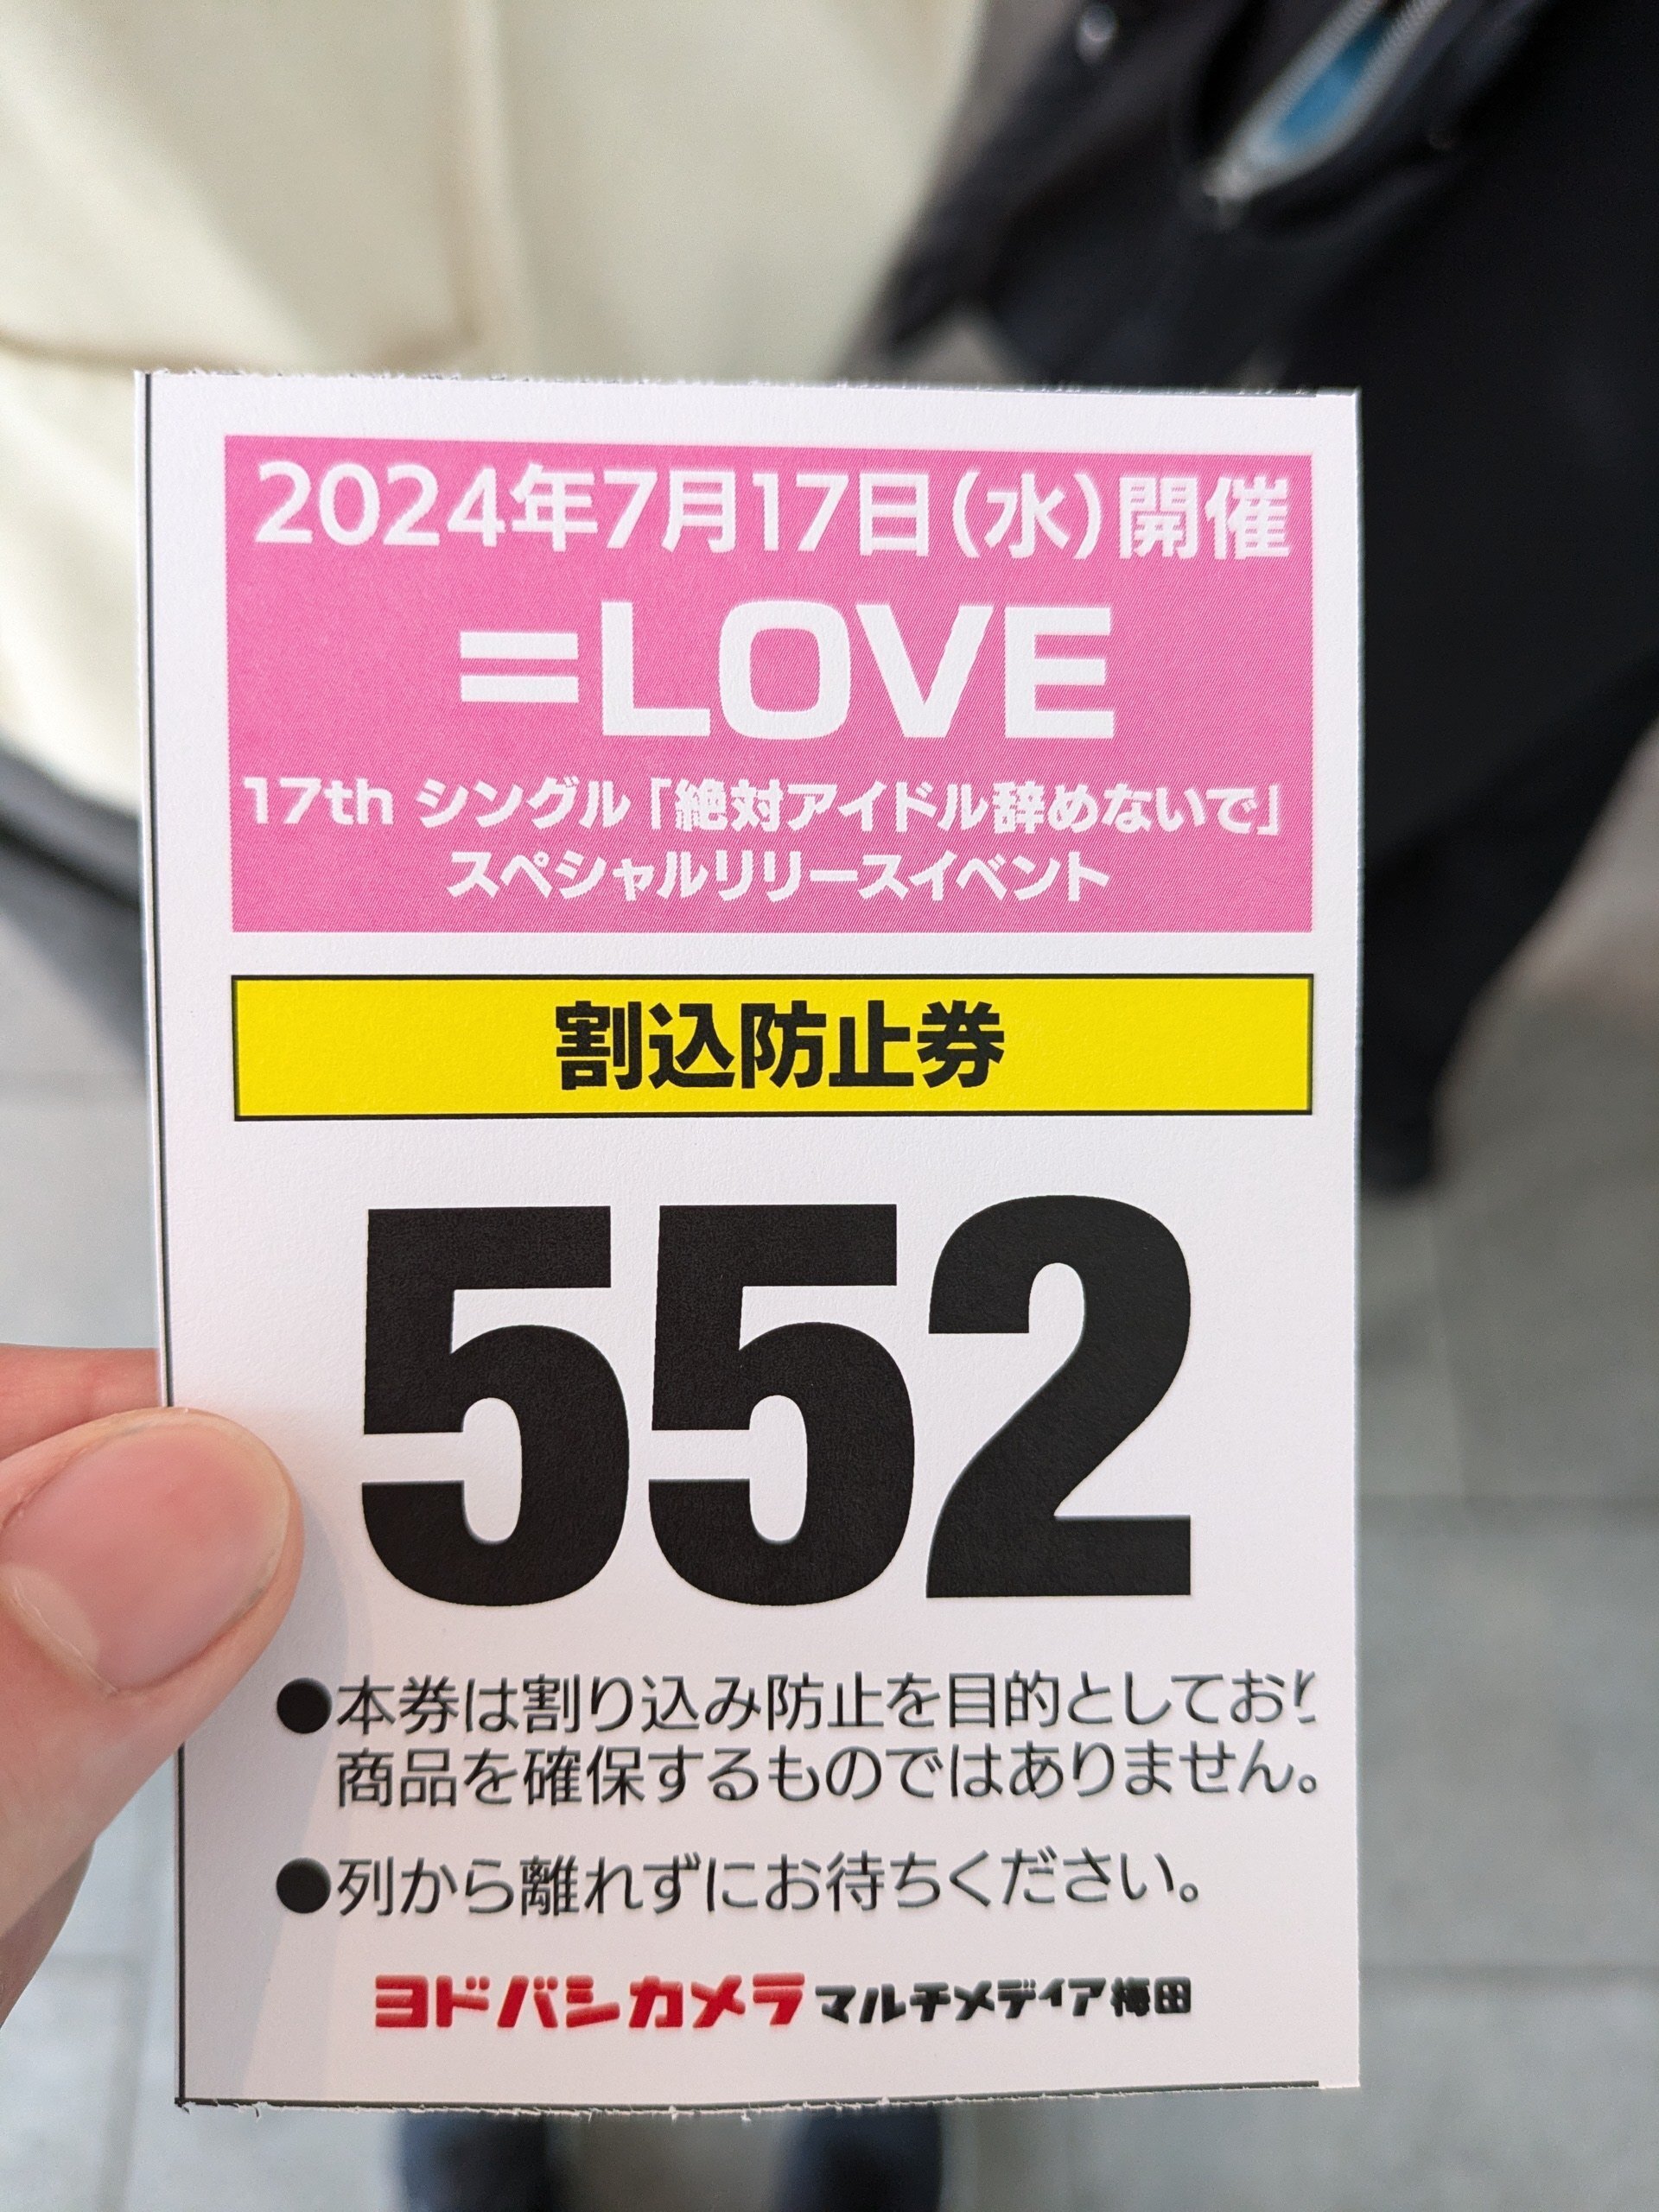 2024年7月17日(水)開催
=LOVE
17th シングル「絶対アイドル辞めないで」
スペシャルリリースイベント
割込防止券
552
●本券は割り込み防止を目的としており
商品を確保するものではありません。
●列から離れずにお待ちください。
ヨドバシカメラ マルチメディア梅田